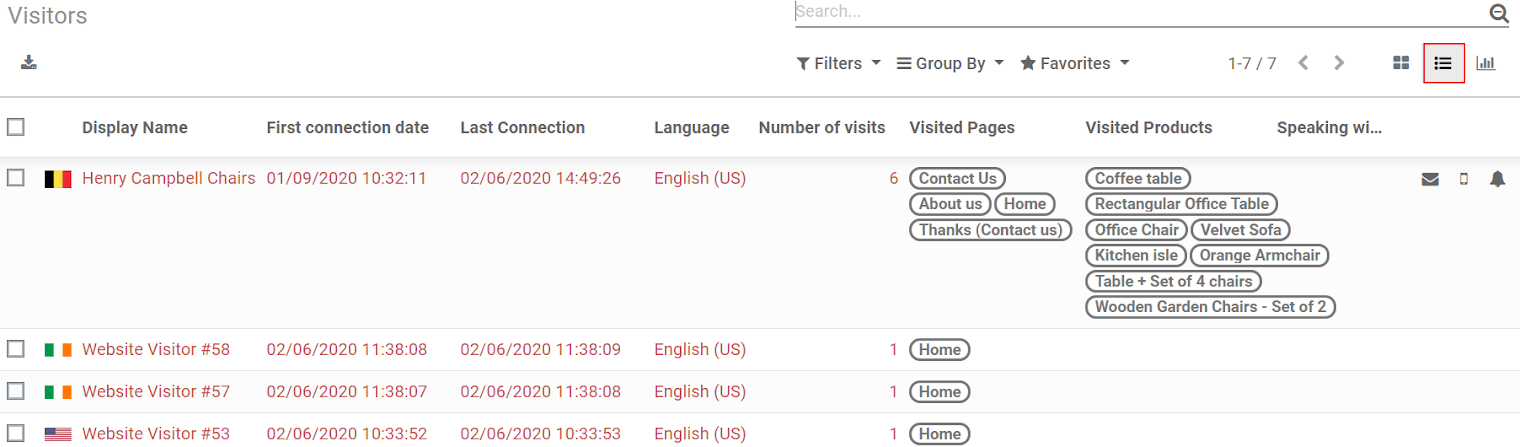 Visitors
Search...
Filters Group By Favorites 1-7 / 7
Display Name First connection date Last Connection Language Number of visits Visited Pages Visited Products Speaking wi...
Henry Campbell Chairs 01/09/2020 10:32:11 02/06/2020 14:49:26 English (US) 6 Contact Us Coffee table
About us Home Rectangular Office Table
Thanks (Contact us) Office Chair Velvet Sofa
Kitchen isle Orange Armchair
Table + Set of 4 chairs
Wooden Garden Chairs - Set of 2
Website Visitor #58 02/06/2020 11:38:08 02/06/2020 11:38:09 English (US) 1 Home
Website Visitor #57 02/06/2020 11:38:07 02/06/2020 11:38:08 English (US) 1 Home
Website Visitor #53 02/06/2020 10:33:52 02/06/2020 10:33:53 English (US) 1 Home